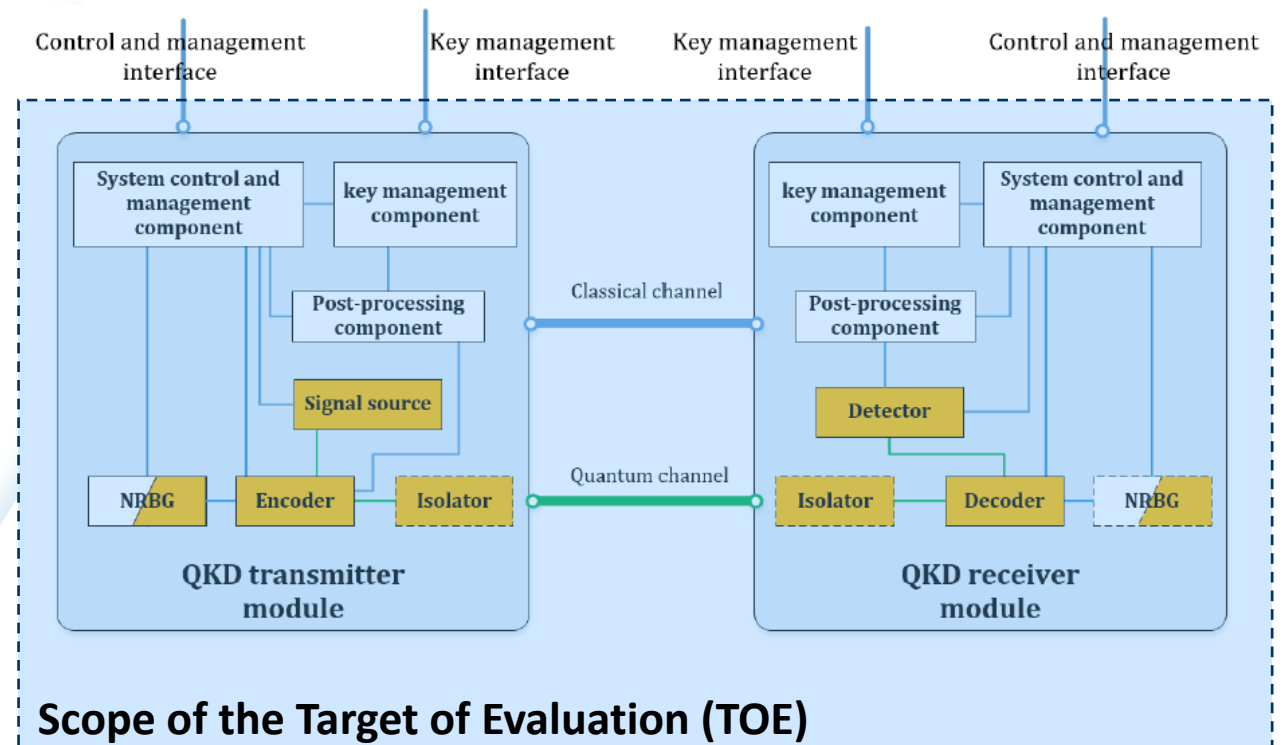 Control and management
interface
Key management
interface
Key management
interface
Control and management
interface
System control and
management
component
key management
component
Post-processing
component
Signal source
NRBG
Encoder
Isolator
QKD transmitter
module
Classical channel
Quantum channel
key management
component
System control and
management
component
Post-processing
component
Detector
Isolator
Decoder
NRBG
QKD receiver
module
Scope of the Target of Evaluation (TOE)